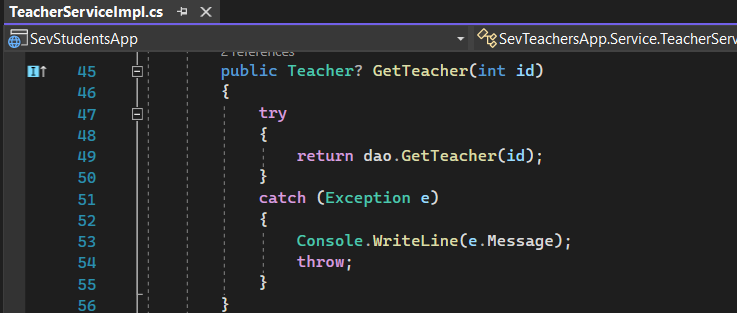 TeacherServiceImpl.cs
SevStudentsApp
SevTeachersApp.Service.TeacherServ
2 references
45 public Teacher? GetTeacher(int id)
46 {
47 try
48 {
49 return dao.GetTeacher(id);
50 }
51 catch (Exception e)
52 {
53 Console.WriteLine(e.Message);
54 throw;
55 }
56 }